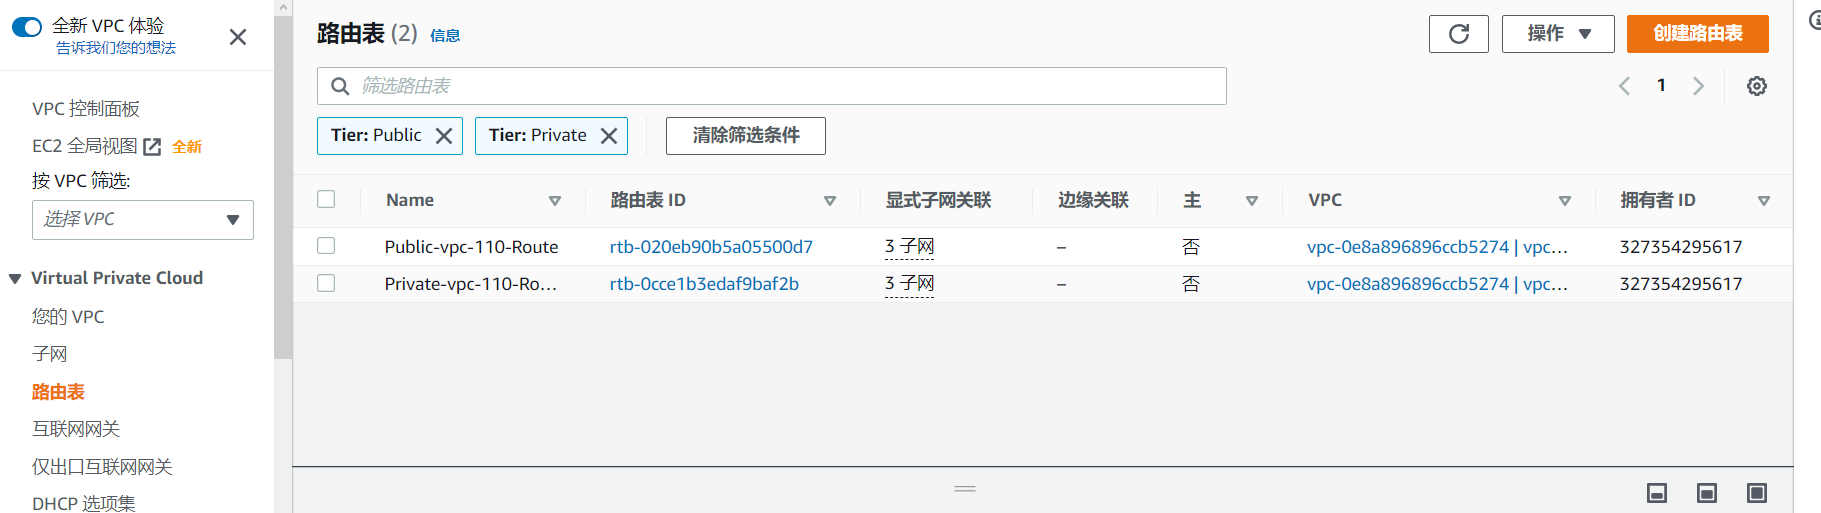 全新 VPC 体验
告诉我们您的想法
VPC 控制面板
EC2 全局视图 全新
按 VPC 筛选:
选择 VPC
Virtual Private Cloud
您的 VPC
子网
路由表
互联网网关
仅出口互联网网关
DHCP 选项集
路由表 (2) 信息
操作
创建路由表
筛选路由表
1
Tier: Public
Tier: Private
清除筛选条件
Name 路由表 ID 显式子网关联 边缘关联 主 VPC 拥有者 ID
Public-vpc-110-Route rtb-020eb90b5a05500d7 3 子网 – 否 vpc-0e8a896896ccb5274 | vpc... 327354295617
Private-vpc-110-Ro... rtb-0cce1b3edaf9baf2b 3 子网 – 否 vpc-0e8a896896ccb5274 | vpc... 327354295617